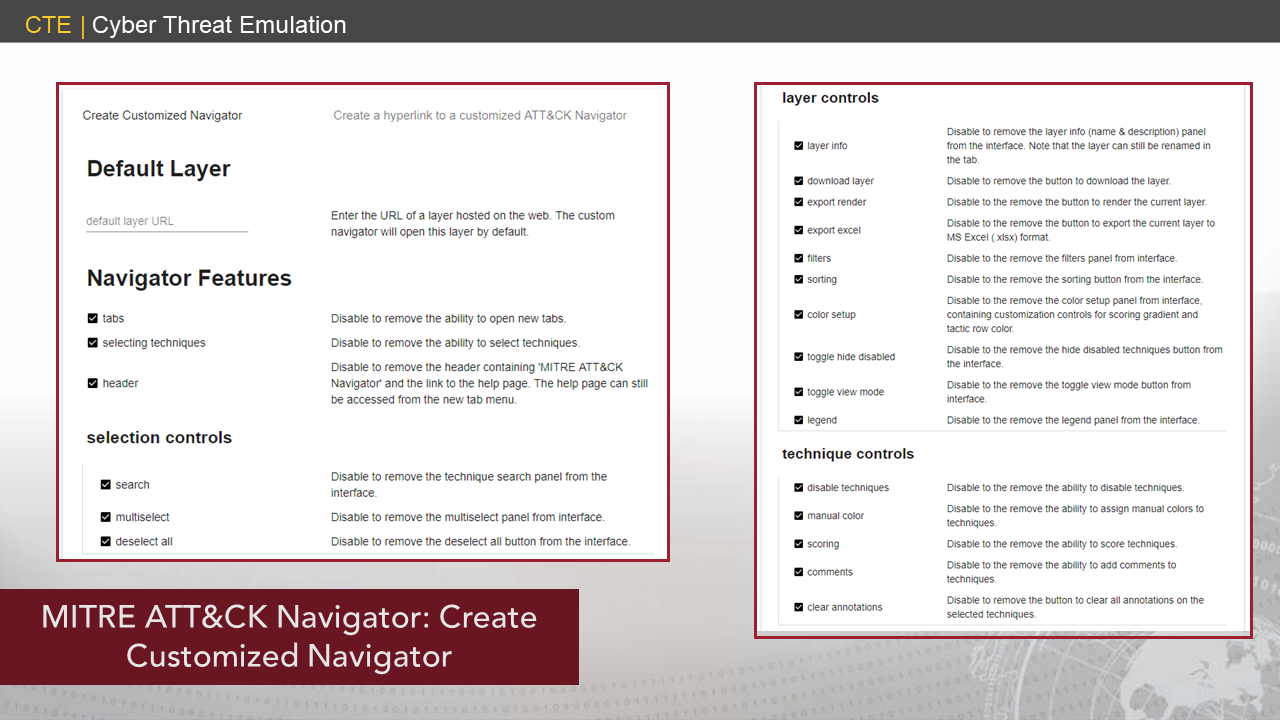 CTE | Cyber Threat Emulation
Create Customized Navigator
Create a hyperlink to a customized ATT&CK Navigator
Default Layer
default layer URL
Enter the URL of a layer hosted on the web. The custom
navigator will open this layer by default.
Navigator Features
tabs
Disable to remove the ability to open new tabs.
selecting techniques
Disable to remove the ability to select techniques.
header
Disable to remove the header containing 'MITRE ATT&CK
Navigator' and the link to the help page. The help page can still
be accessed from the new tab menu.
selection controls
search
Disable to remove the technique search panel from the
interface.
multiselect
Disable to remove the multiselect panel from interface.
deselect all
Disable to remove the deselect all button from the interface.
layer controls
layer info
Disable to remove the layer info (name & description) panel
from the interface. Note that the layer can still be renamed in
the tab.
download layer
Disable to remove the button to download the layer.
export render
Disable to the remove the button to render the current layer.
export excel
Disable to the remove the button to export the current layer to
MS Excel (.xlsx) format.
filters
Disable to the remove the filters panel from interface.
sorting
Disable to the remove the sorting button from the interface.
color setup
Disable to the remove the color setup panel from interface,
containing customization controls for scoring gradient and
tactic row color.
toggle hide disabled
Disable to the remove the hide disabled techniques button from
the interface.
toggle view mode
Disable to the remove the toggle view mode button from
interface.
legend
Disable to the remove the legend panel from the interface.
technique controls
disable techniques
Disable to the remove the ability to disable techniques.
manual color
Disable to the remove the ability to assign manual colors to
techniques.
scoring
Disable to the remove the ability to score techniques.
comments
Disable to the remove the ability to add comments to
techniques.
clear annotations
Disable to remove the button to clear all annotations on the
selected techniques.
MITRE ATT&CK Navigator: Create
Customized Navigator